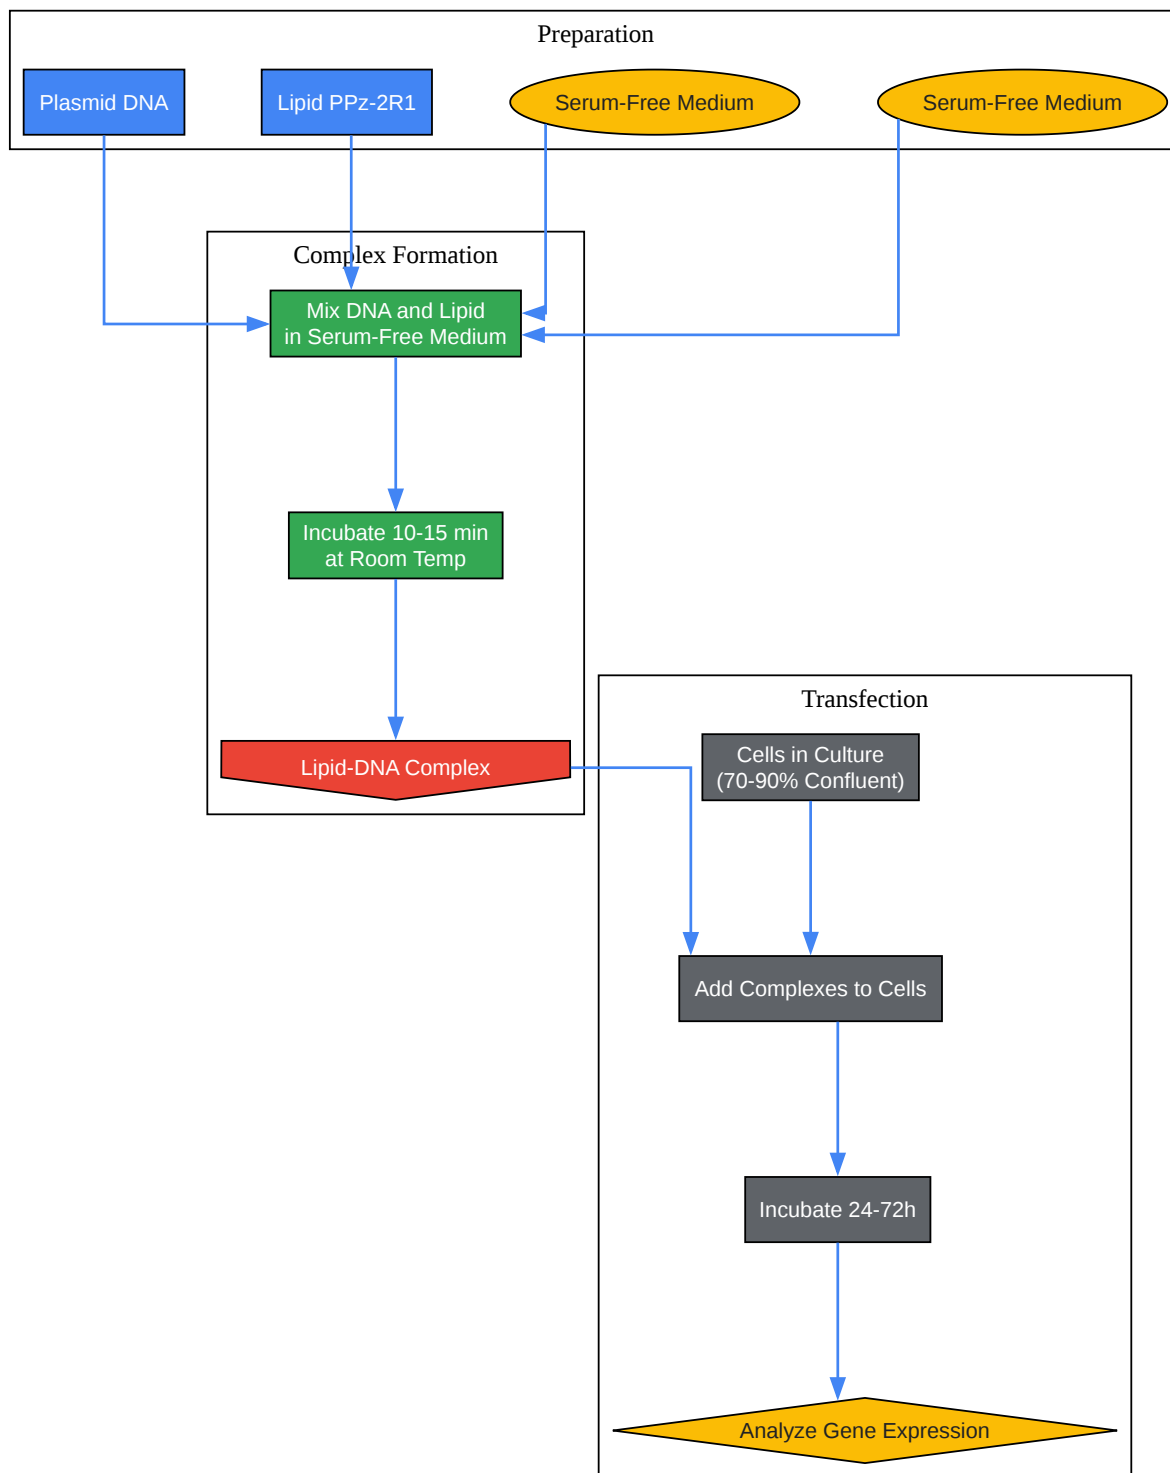 Preparation
Plasmid DNA
Lipid PPz-2R1
Serum-Free Medium
Serum-Free Medium
Complex Formation
Mix DNA and Lipid
in Serum-Free Medium
Incubate 10-15 min
at Room Temp
Lipid-DNA Complex
Transfection
Cells in Culture
(70-90% Confluent)
Add Complexes to Cells
Incubate 24-72h
Analyze Gene Expression